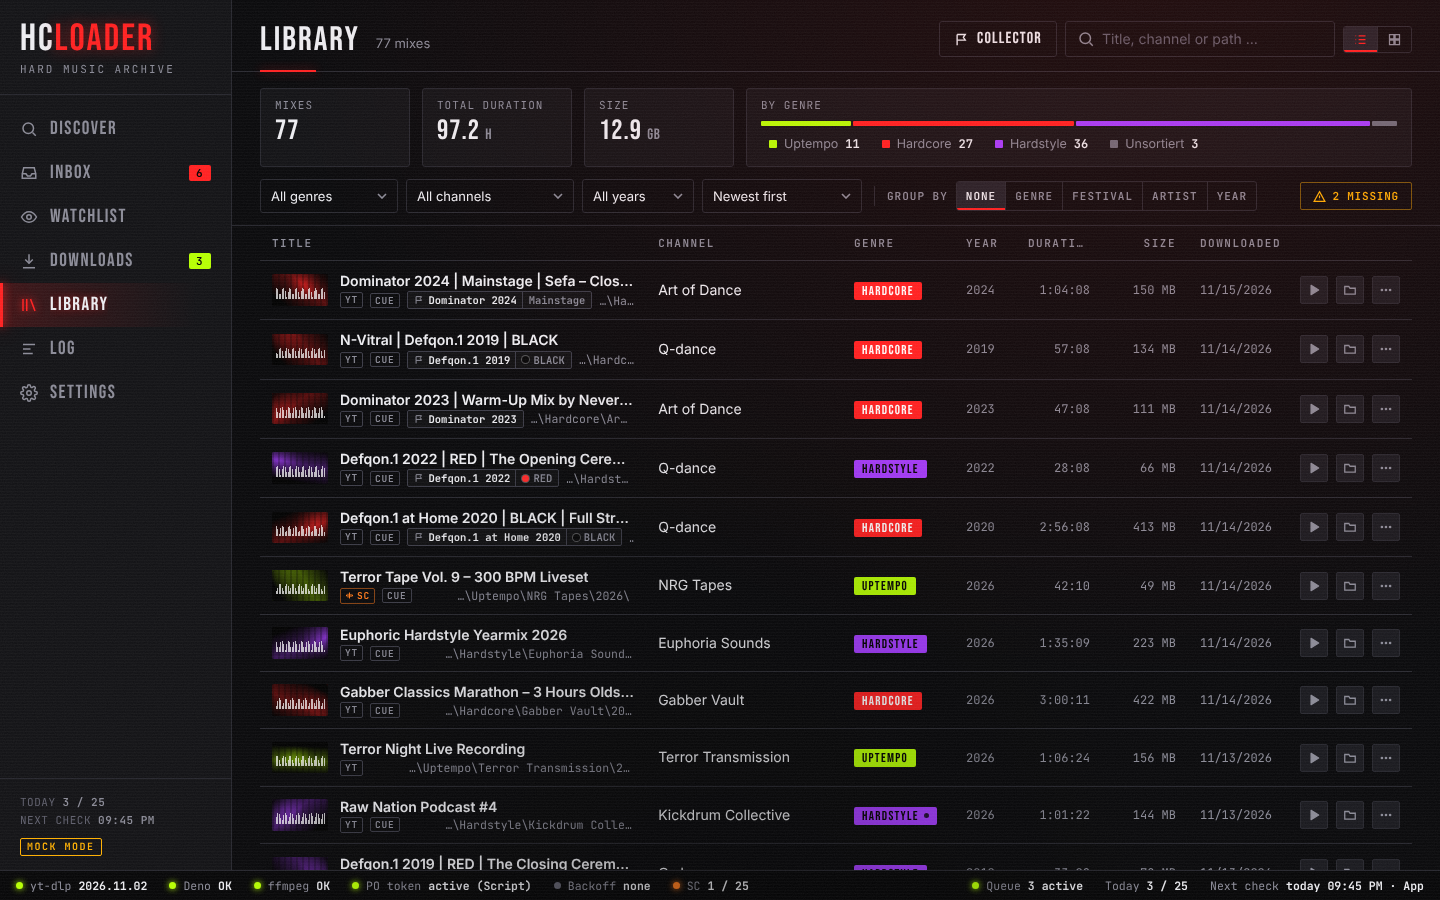 HCLOADER
HARD MUSIC ARCHIVE
DISCOVER
INBOX 6
WATCHLIST
DOWNLOADS 3
LIBRARY
LOG
SETTINGS
TODAY 3 / 25
NEXT CHECK 09:45 PM
MOCK MODE
LIBRARY 77 mixes
COLLECTOR
Title, channel or path ...
MIXES
77
TOTAL DURATION
97.2 H
SIZE
12.9 GB
BY GENRE
Uptempo 11 Hardcore 27 Hardstyle 36 Unsortiert 3
All genres All channels All years Newest first GROUP BY NONE GENRE FESTIVAL ARTIST YEAR 2 MISSING
TITLE CHANNEL GENRE YEAR DURATI… SIZE DOWNLOADED
Dominator 2024 | Mainstage | Sefa – Clos…
YT CUE Dominator 2024 Mainstage …\Ha…
Art of Dance HARDCORE 2024 1:04:08 150 MB 11/15/2026
N-Vitral | Defqon.1 2019 | BLACK
YT CUE Defqon.1 2019 BLACK …\Hardc…
Q-dance HARDCORE 2019 57:08 134 MB 11/14/2026
Dominator 2023 | Warm-Up Mix by Never…
YT CUE Dominator 2023 …\Hardcore\Ar…
Art of Dance HARDCORE 2023 47:08 111 MB 11/14/2026
Defqon.1 2022 | RED | The Opening Cere…
YT CUE Defqon.1 2022 RED …\Hardst…
Q-dance HARDSTYLE 2022 28:08 66 MB 11/14/2026
Defqon.1 at Home 2020 | BLACK | Full Str…
YT CUE Defqon.1 at Home 2020 BLACK
Q-dance HARDCORE 2020 2:56:08 413 MB 11/14/2026
Terror Tape Vol. 9 – 300 BPM Liveset
SC CUE …\Uptempo\NRG Tapes\2026\
NRG Tapes UPTEMPO 2026 42:10 49 MB 11/14/2026
Euphoric Hardstyle Yearmix 2026
YT CUE …\Hardstyle\Euphoria Sound…
Euphoria Sounds HARDSTYLE 2026 1:35:09 223 MB 11/14/2026
Gabber Classics Marathon – 3 Hours Olds…
YT CUE …\Hardcore\Gabber Vault\20…
Gabber Vault HARDCORE 2026 3:00:11 422 MB 11/14/2026
Terror Night Live Recording
YT …\Uptempo\Terror Transmission\2…
Terror Transmission UPTEMPO 2026 1:06:24 156 MB 11/13/2026
Raw Nation Podcast #4
YT CUE …\Hardstyle\Kickdrum Colle…
Kickdrum Collective HARDSTYLE 2026 1:01:22 144 MB 11/13/2026
Defqon.1 2019 | RED | The Closing Cerem…
yt-dlp 2026.11.02 Deno OK ffmpeg OK PO token active (Script) Backoff none SC 1 / 25 Queue 3 active Today 3 / 25 Next check today 09:45 PM · App